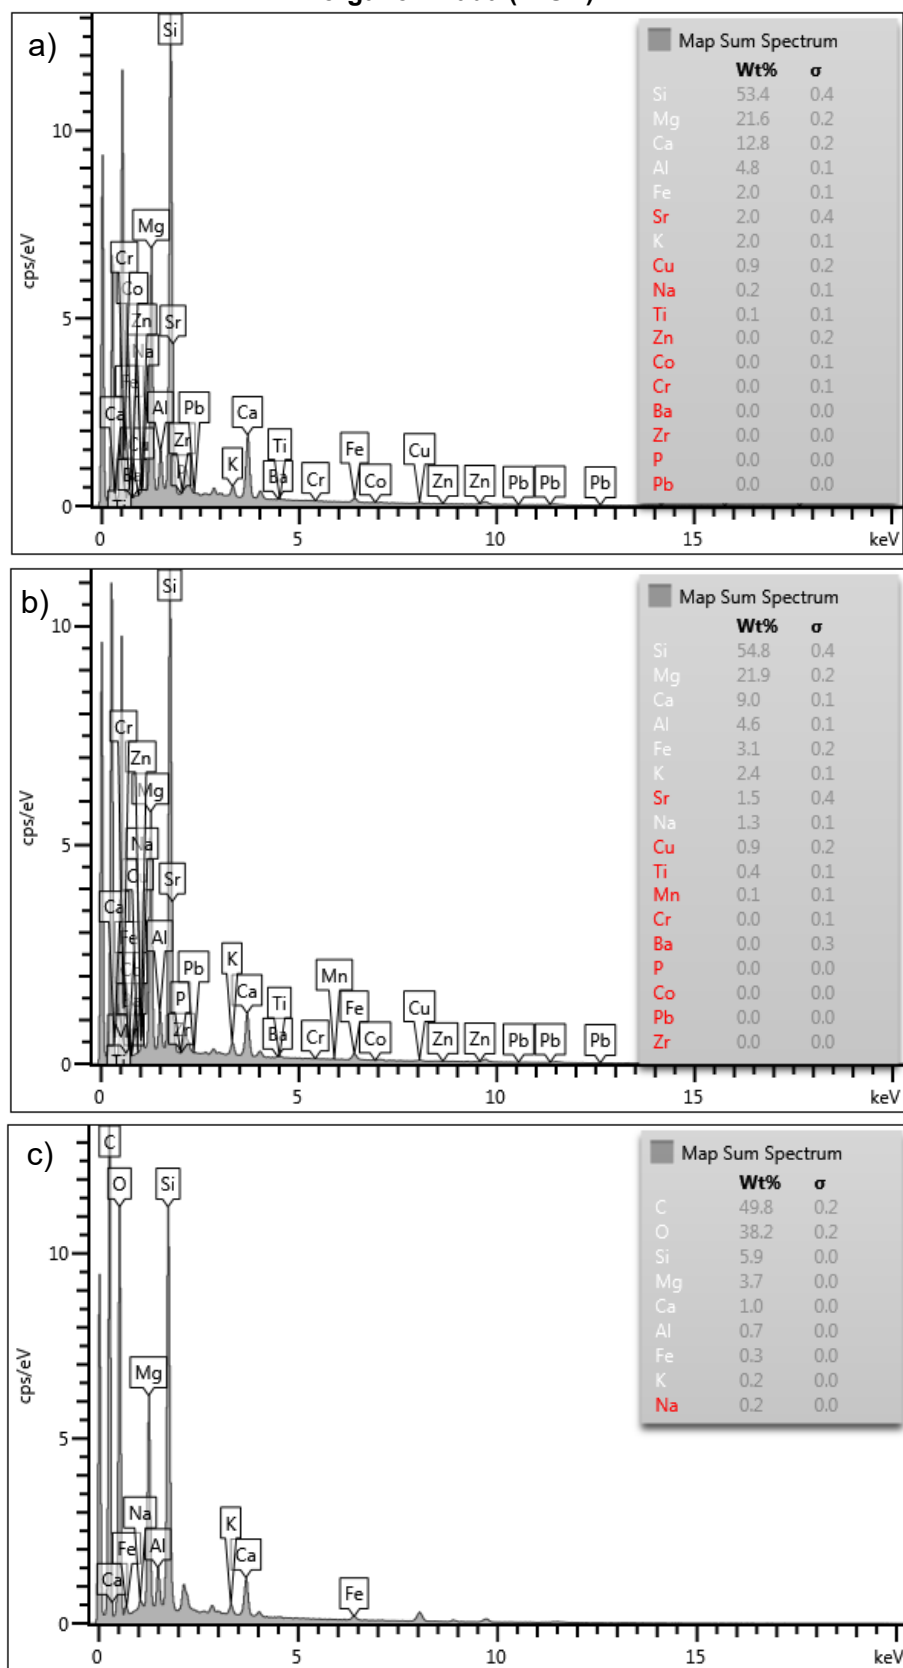 a)
Si
Map Sum Spectrum
Wt% σ
Si 53.4 0.4
Mg 21.6 0.2
Ca 12.8 0.2
Al 4.8 0.1
Fe 2.0 0.1
Sr 2.0 0.4
K 2.0 0.1
Cu 0.9 0.2
Na 0.2 0.1
Ti 0.1 0.1
Zn 0.0 0.2
Co 0.0 0.1
Cr 0.0 0.1
Ba 0.0 0.0
Zr 0.0 0.0
P 0.0 0.0
Pb 0.0 0.0
10
Mg
Cr
Co
cps/eV
5
Zn Sr
Na
Fe
Ca Al Pb Ca
Cu Zr Ti Fe Cu
Ba K Ba Cr Co Zn Zn Pb Pb Pb
0
0 5 10 15 keV
b)
Si
Map Sum Spectrum
Wt% σ
Si 54.8 0.4
Mg 21.9 0.2
Ca 9.0 0.1
Al 4.6 0.1
Fe 3.1 0.2
K 2.4 0.1
Sr 1.5 0.4
Na 1.3 0.1
Cu 0.9 0.2
Ti 0.4 0.1
Mn 0.1 0.1
Cr 0.0 0.1
Ba 0.0 0.3
P 0.0 0.0
Co 0.0 0.0
Pb 0.0 0.0
Zr 0.0 0.0
10
Cr
Zn
Mg
cps/eV
5
Na
Sr
Ca
Fe Al K
Pb Mn
P Ca Ti Fe Cu
Zr Ba Cr Co Zn Zn Pb Pb Pb
0
0 5 10 15 keV
c)
C
O Si
Map Sum Spectrum
Wt% σ
C 49.8 0.2
O 38.2 0.2
Si 5.9 0.0
Mg 3.7 0.0
Ca 1.0 0.0
Al 0.7 0.0
Fe 0.3 0.0
K 0.2 0.0
Na 0.2 0.0
10
Mg
cps/eV
5
Na K
Fe Al Ca
Ca Fe
0
0 5 10 15 keV